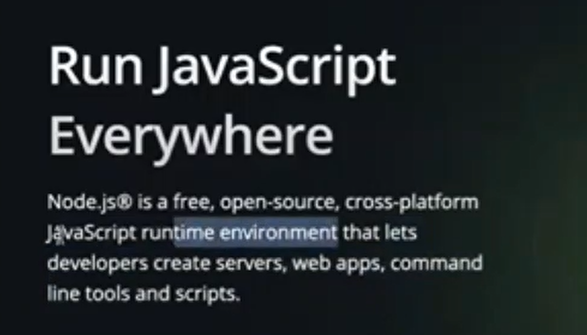 Run JavaScript
Everywhere
Node.js® is a free, open-source, cross-platform
JavaScript runtime environment that lets
developers create servers, web apps, command
line tools and scripts.